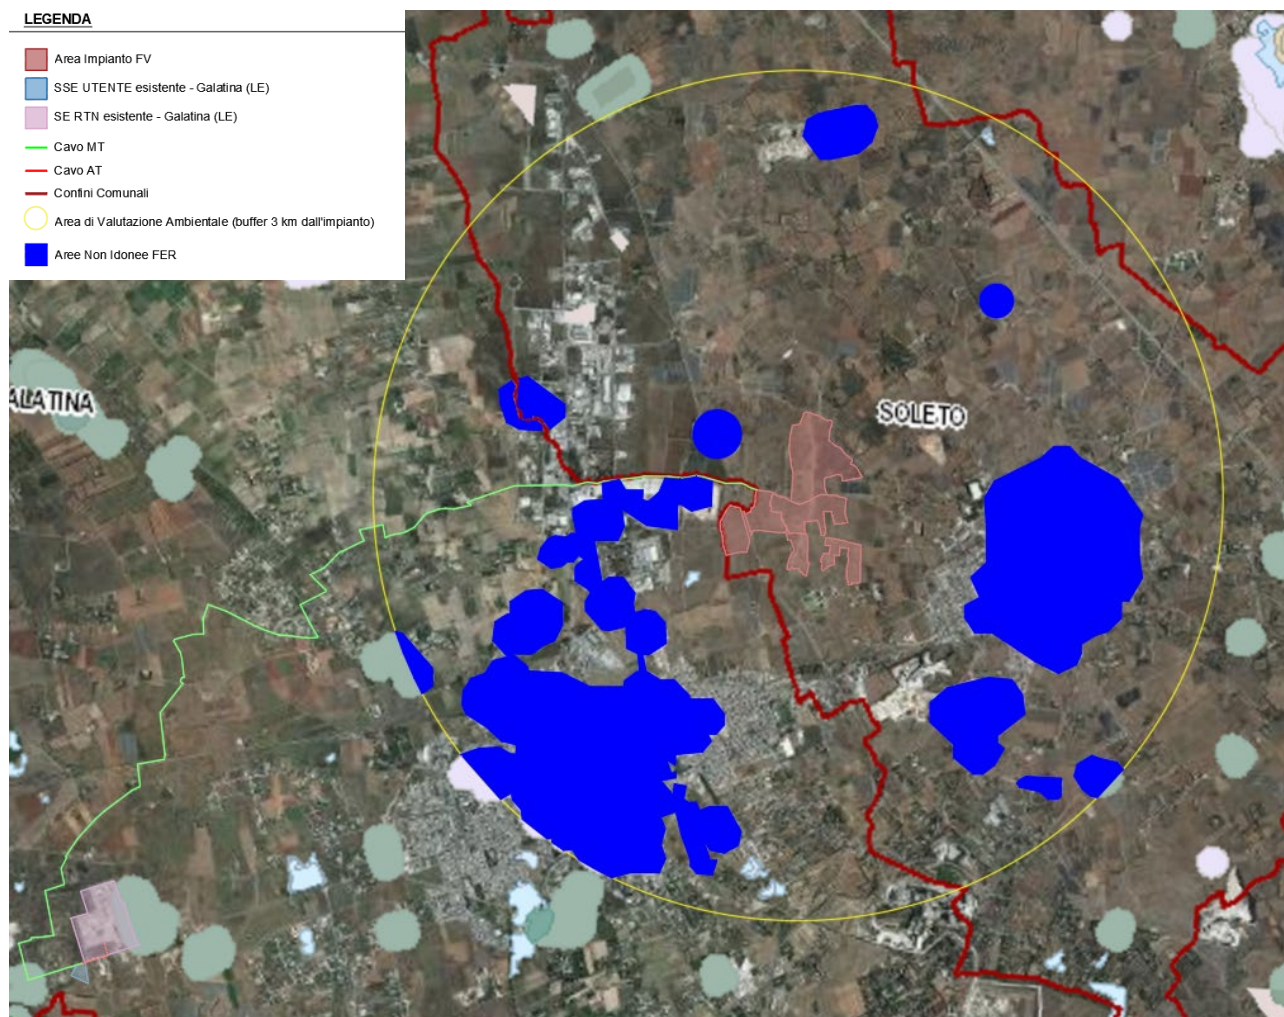 LEGENDA
Area Impianto FV
SSE UTENTE esistente - Galatina (LE)
SE RTN esistente - Galatina (LE)
Cavo MT
Cavo AT
Confini Comunali
Area di Valutazione Ambientale (buffer 3 km dall'impianto)
Aree Non Idonee FER
ALATINA
SOLETO